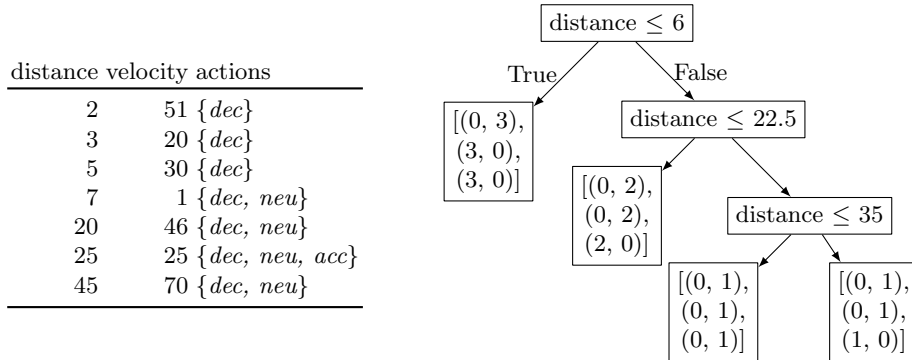 distance velocity actions
2 51 {dec}
3 20 {dec}
5 30 {dec}
7 1 {dec, neu}
20 46 {dec, neu}
25 25 {dec, neu, acc}
45 70 {dec, neu}
distance ≤ 6
True
False
[(0, 3),
(3, 0),
(3, 0)]
distance ≤ 22.5
[(0, 2),
(0, 2),
(2, 0)]
distance ≤ 35
[(0, 1),
(0, 1),
(0, 1)]
[(0, 1),
(0, 1),
(1, 0)]